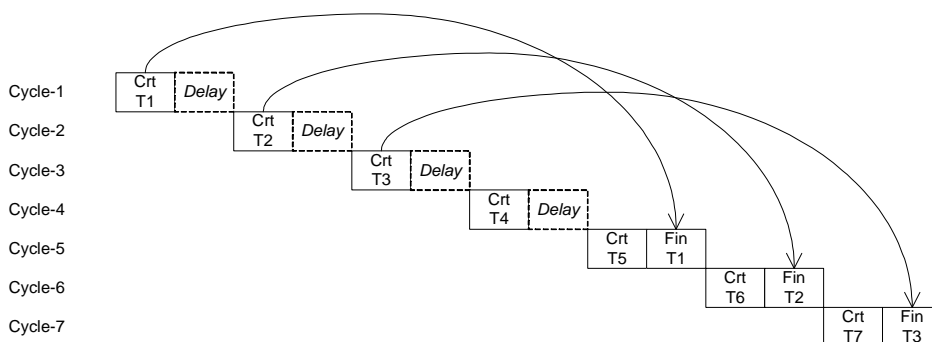 Cycle-1
Crt
T1
Delay
Cycle-2
Crt
T2
Delay
Cycle-3
Crt
T3
Delay
Cycle-4
Crt
T4
Delay
Cycle-5
Crt
T5
Fin
T1
Cycle-6
Crt
T6
Fin
T2
Cycle-7
Crt
T7
Fin
T3